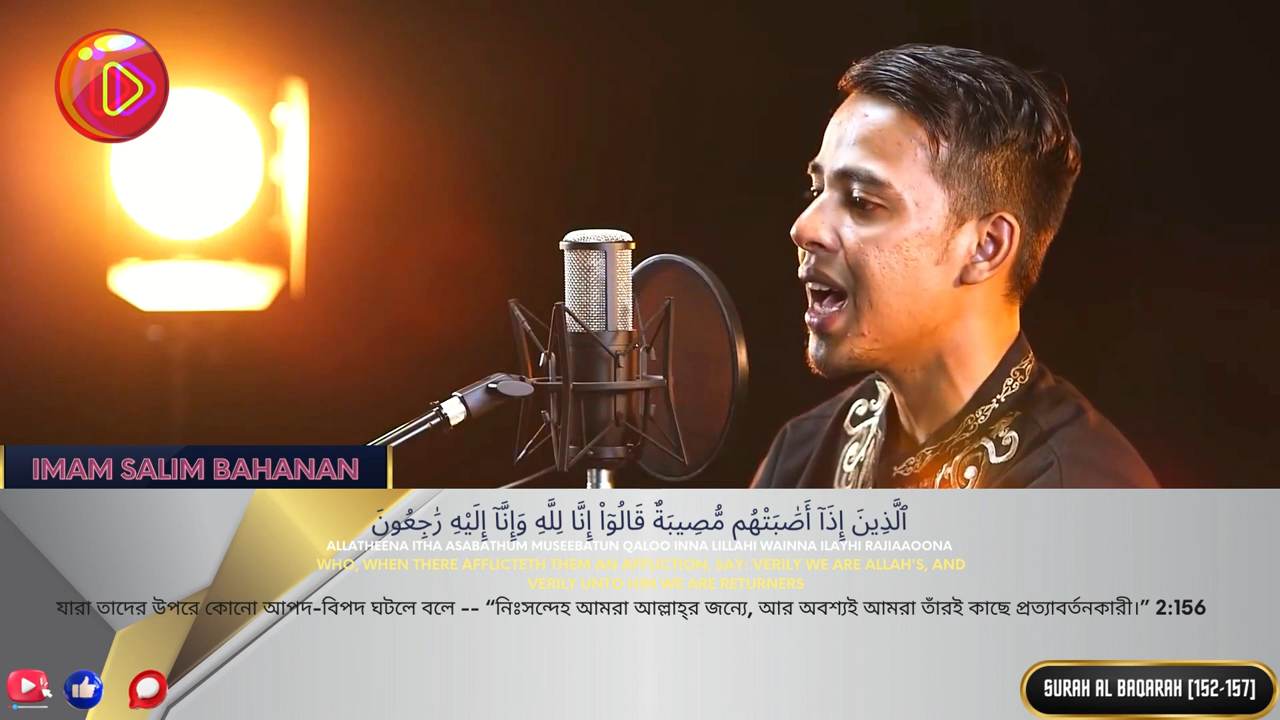 IMAM SALIM BAHANAN
ٱلَّذِينَ إِذَآ أَصَٰبَتْهُم مُّصِيبَةٌ قَالُوٓا۟ إِنَّا لِلَّهِ وَإِنَّآ إِلَيْهِ رَٰجِعُونَ
ALLATHEENA ITHA ASABATHUM MUSEEBATUN QALOO INNA LILLAHI WAINNA ILAYHI RAJIAAOONA
WHO, WHEN THERE AFFLICTETH THEM AN AFFLICTION, SAY: VERILY WE ARE ALLAH'S, AND
VERILY UNTO HIM WE ARE RETURNERS
যারা তাদের উপরে কোনো আপদ-বিপদ ঘটলে বলে -- “নিঃসন্দেহ আমরা আল্লাহ্‌র জন্যে, আর অবশ্যই আমরা তাঁরই কাছে প্রত্যাবর্তনকারী।” 2:156
SURAH AL BAQARAH [152-157]